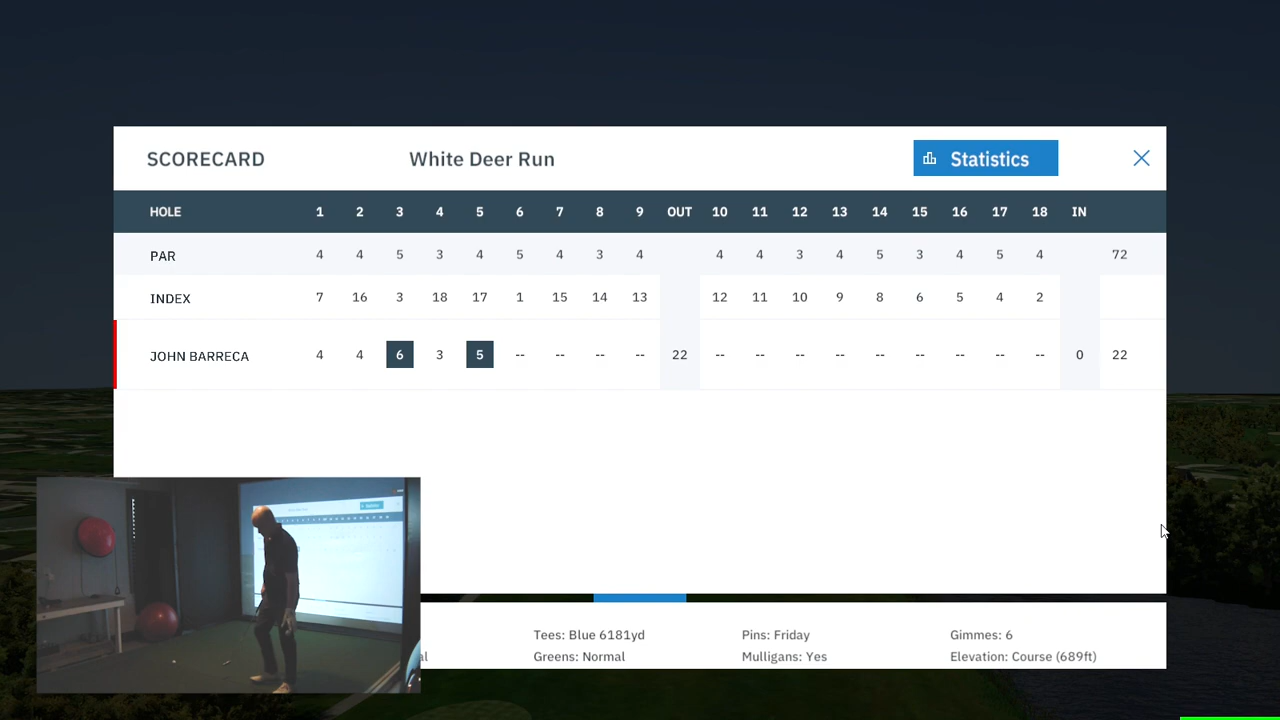 SCORECARD White Deer Run Statistics
HOLE 1 2 3 4 5 6 7 8 9 OUT 10 11 12 13 14 15 16 17 18 IN
PAR 4 4 5 3 4 5 4 3 4 4 4 3 4 5 3 4 5 4 72
INDEX 7 16 3 18 17 1 15 14 13 12 11 10 9 8 6 5 4 2
JOHN BARRECA 4 4 6 3 5 -- -- -- -- 22 -- -- -- -- -- -- -- -- -- 0 22
Tees: Blue 6181yd Pins: Friday Gimmes: 6
al Greens: Normal Mulligans: Yes Elevation: Course (689ft)